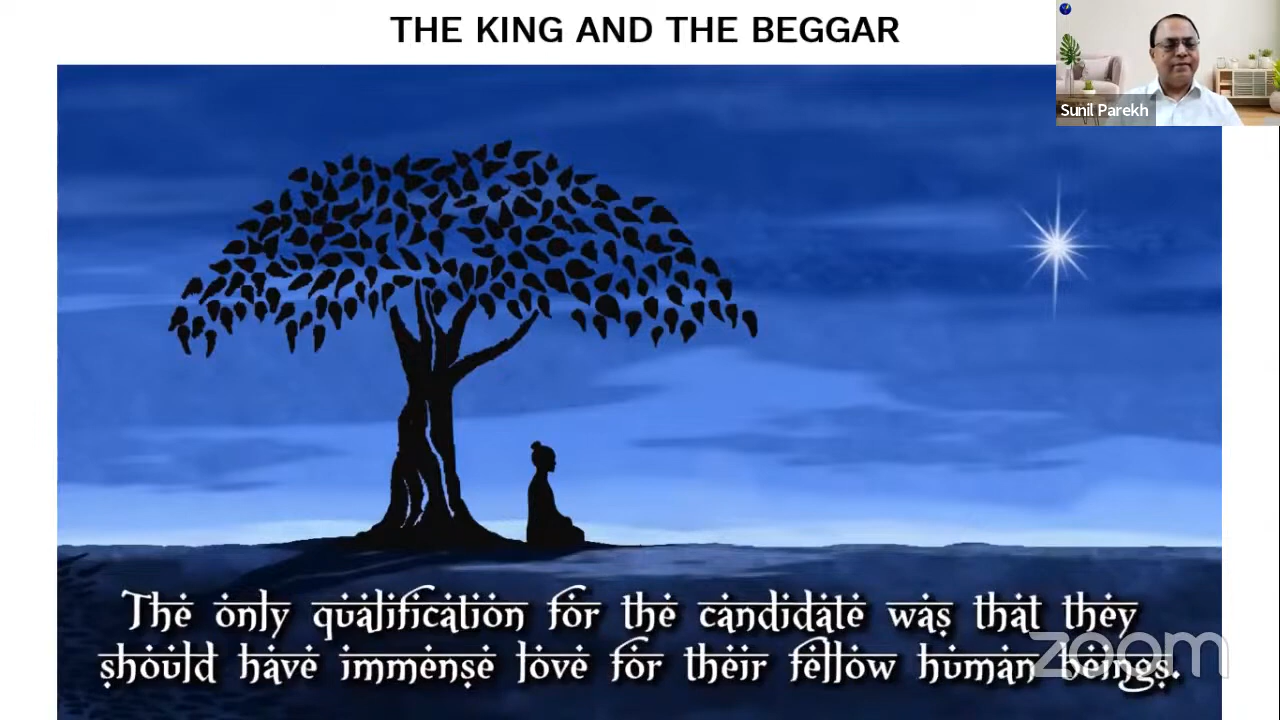 THE KING AND THE BEGGAR
Sunil Parekh
The only qualification for the candidate was that they
should have immense love for their fellow human beings.
zoom